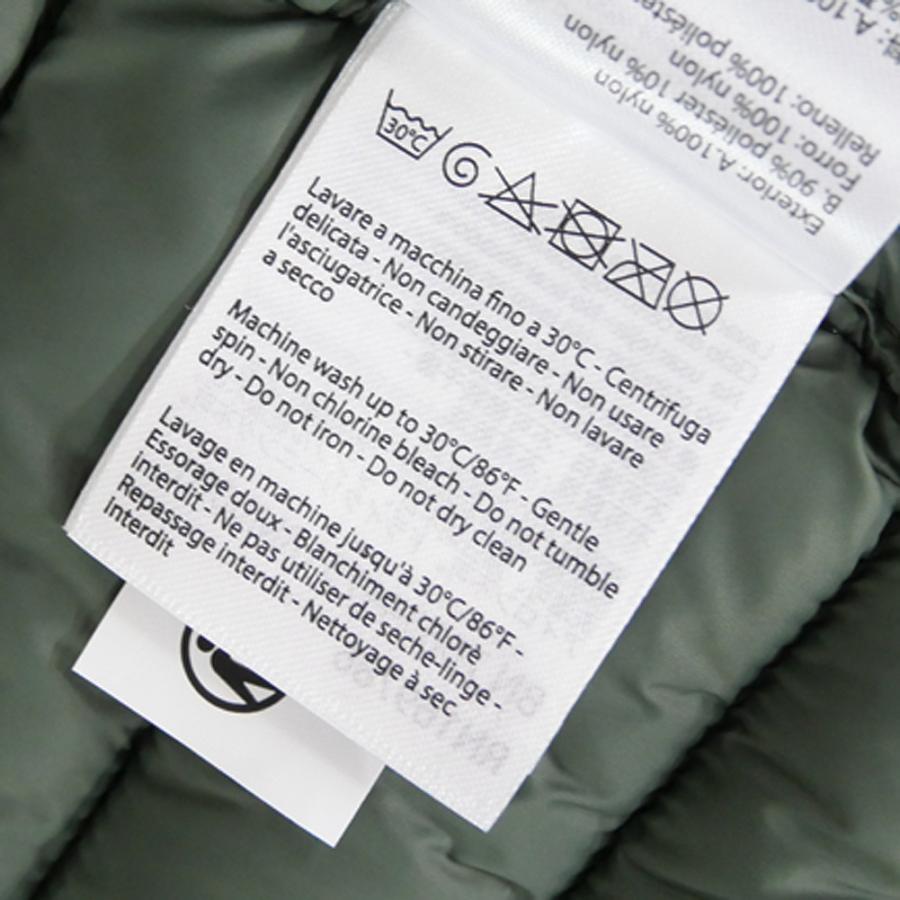 Exterior: A.100% nylon
B. 90% poliéster 10% nylon
Forro: 100% nylon
Relleno: 100% poliéster
30°C
Lavare a macchina fino a 30°C - Centrifuga
delicata - Non candeggiare - Non usare
l'asciugatrice - Non stirare - Non lavare
a secco
Machine wash up to 30°C/86°F - Gentle
spin - Non chlorine bleach - Do not tumble
dry - Do not iron - Do not dry clean
Lavage en machine jusqu'à 30°C/86°F -
Essorage doux - Blanchiment chlorè
interdit - Ne pas utiliser de seche-linge -
Repassage interdit - Nettoyage à sec
interdit